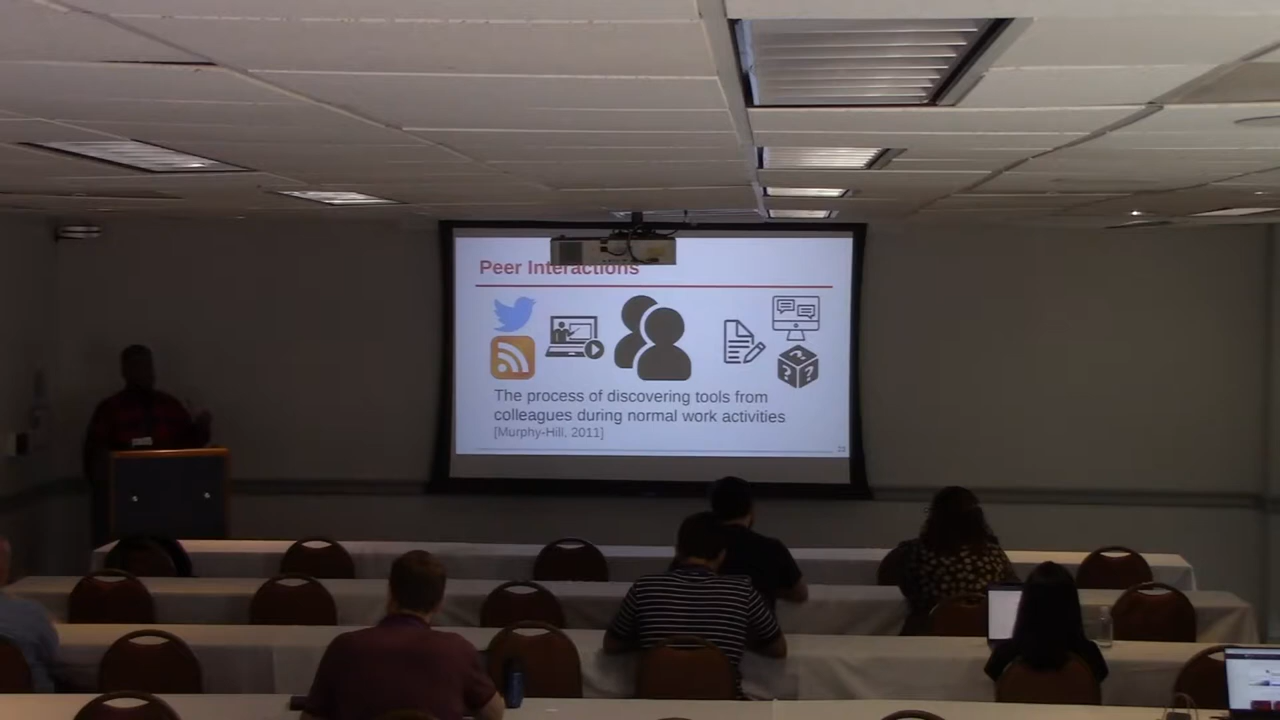 Peer Interactions
The process of discovering tools from
colleagues during normal work activities
[Murphy-Hill, 2011]